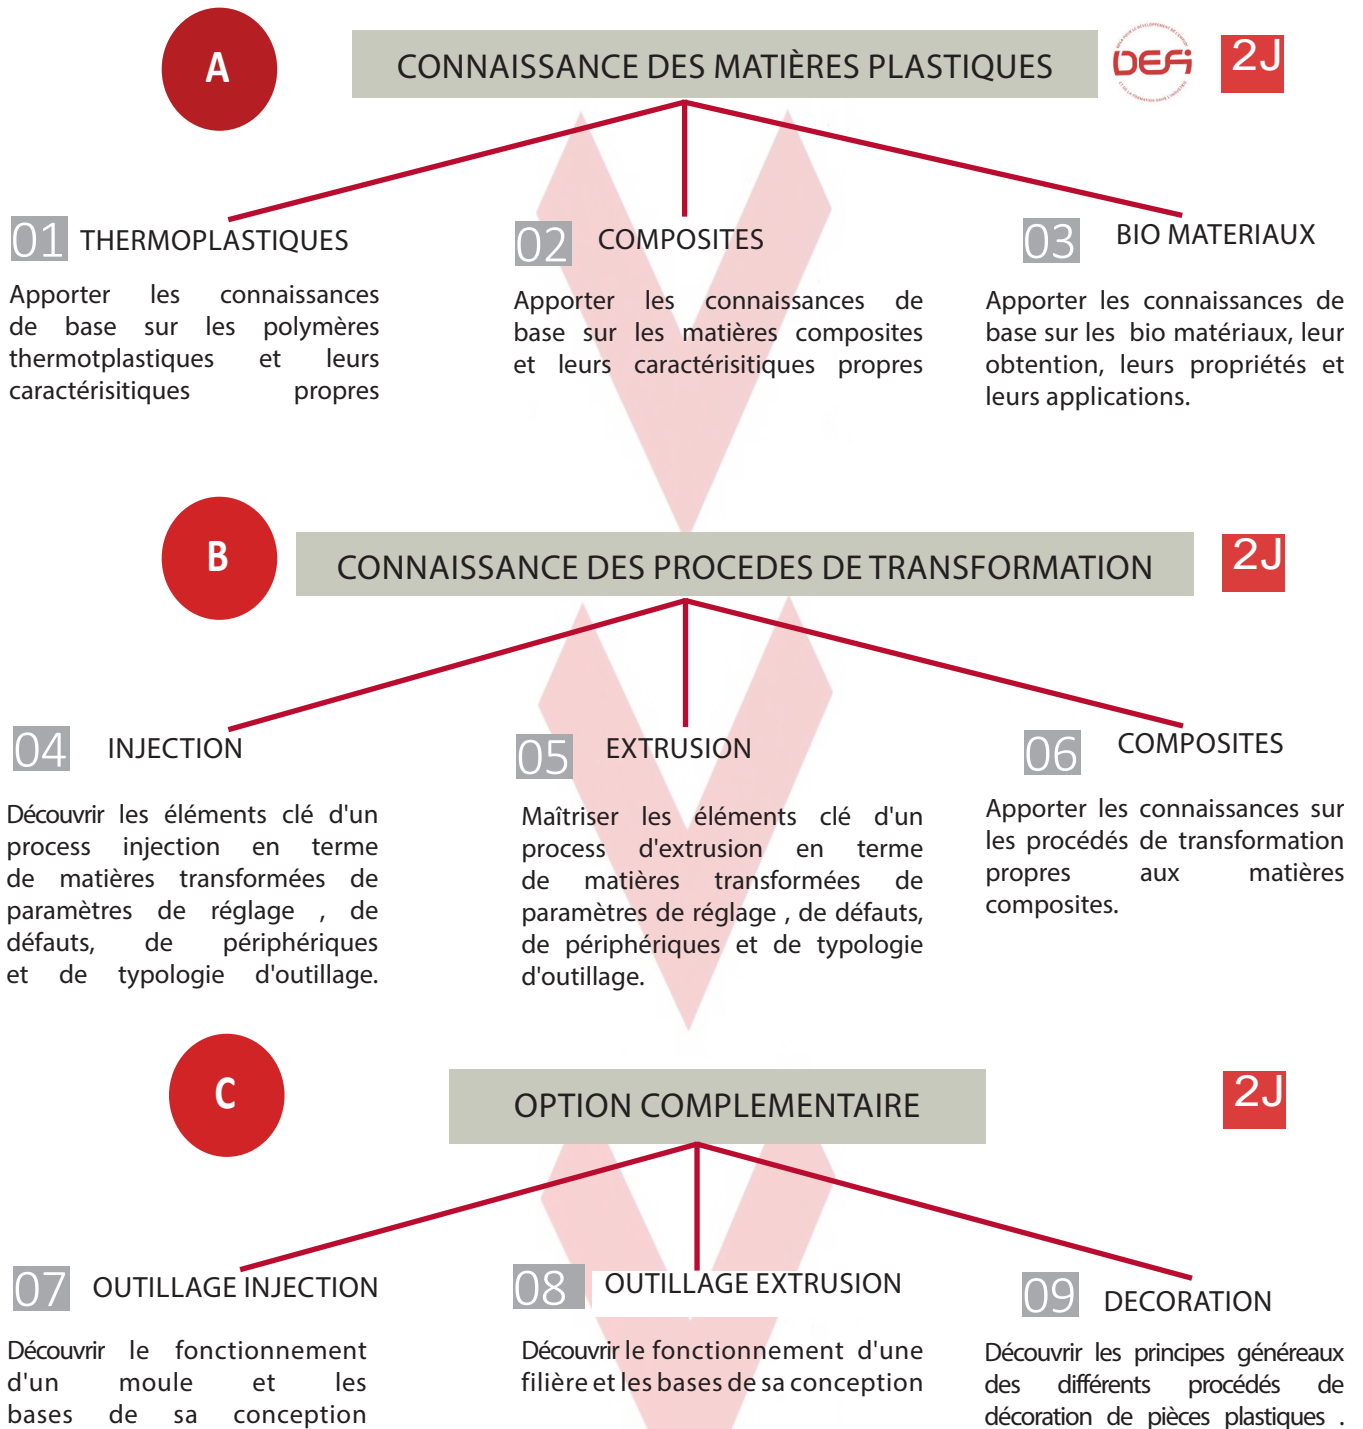 A
CONNAISSANCE DES MATIÈRES PLASTIQUES
DEFi
2J
01 THERMOPLASTIQUES
Apporter les connaissances
de base sur les polymères
thermotplastiques et leurs
caractérisitiques propres
02 COMPOSITES
Apporter les connaissances de
base sur les matières composites
et leurs caractérisitiques propres
03 BIO MATERIAUX
Apporter les connaissances de
base sur les bio matériaux, leur
obtention, leurs propriétés et
leurs applications.
B
CONNAISSANCE DES PROCEDES DE TRANSFORMATION
2J
04 INJECTION
Découvrir les éléments clé d'un
process injection en terme
de matières transformées de
paramètres de réglage , de
défauts, de périphériques
et de typologie d'outillage.
05 EXTRUSION
Maîtriser les éléments clé d'un
process d'extrusion en terme
de matières transformées de
paramètres de réglage , de défauts,
de périphériques et de typologie
d'outillage.
06 COMPOSITES
Apporter les connaissances sur
les procédés de transformation
propres aux matières
composites.
C
OPTION COMPLEMENTAIRE
2J
07 OUTILLAGE INJECTION
Découvrir le fonctionnement
d'un moule et les
bases de sa conception
08 OUTILLAGE EXTRUSION
Découvrir le fonctionnement d'une
filière et les bases de sa conception
09 DECORATION
Découvrir les principes généreaux
des différents procédés de
décoration de pièces plastiques .